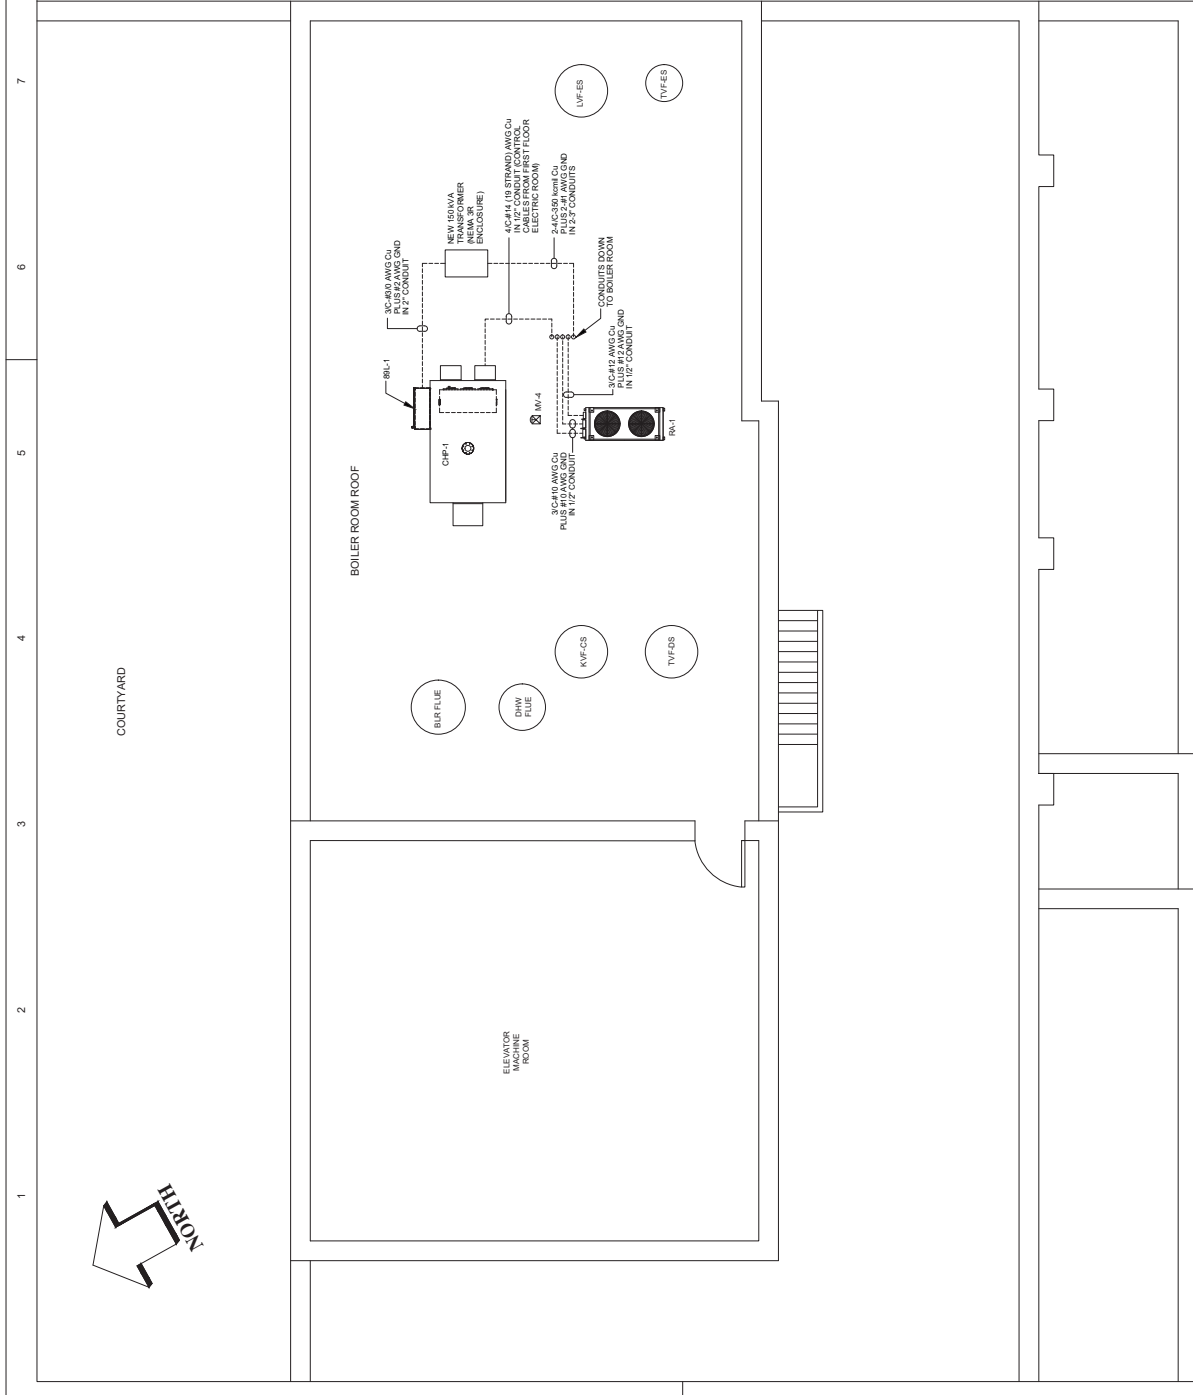 7
6
5
4
3
2
1
COURTYARD
NORTH
BOILER ROOM ROOF
89L-1
3/C-#3/0 AWG Cu
PLUS #2 AWG GND
IN 2" CONDUIT
NEW 150 kVA
TRANSFORMER
(NEMA 3R
ENCLOSURE)
4/C-#14 (19 STRAND) AWG Cu
IN 1/2" CONDUIT (CONTROL
CABLES FROM FIRST FLOOR
ELECTRIC ROOM)
2-4/C-350 kcmil Cu
PLUS 2-#1 AWG GND
IN 2-3" CONDUITS
CONDUITS DOWN
TO BOILER ROOM
3/C-#12 AWG Cu
PLUS #12 AWG GND
IN 1/2" CONDUIT
3/C-#10 AWG Cu
PLUS #10 AWG GND
IN 1/2" CONDUIT
CHP-1
MV-4
RA-1
LVF-ES
TVF-ES
KVF-CS
TVF-DS
BLR FLUE
DHW
FLUE
ELEVATOR
MACHINE
ROOM